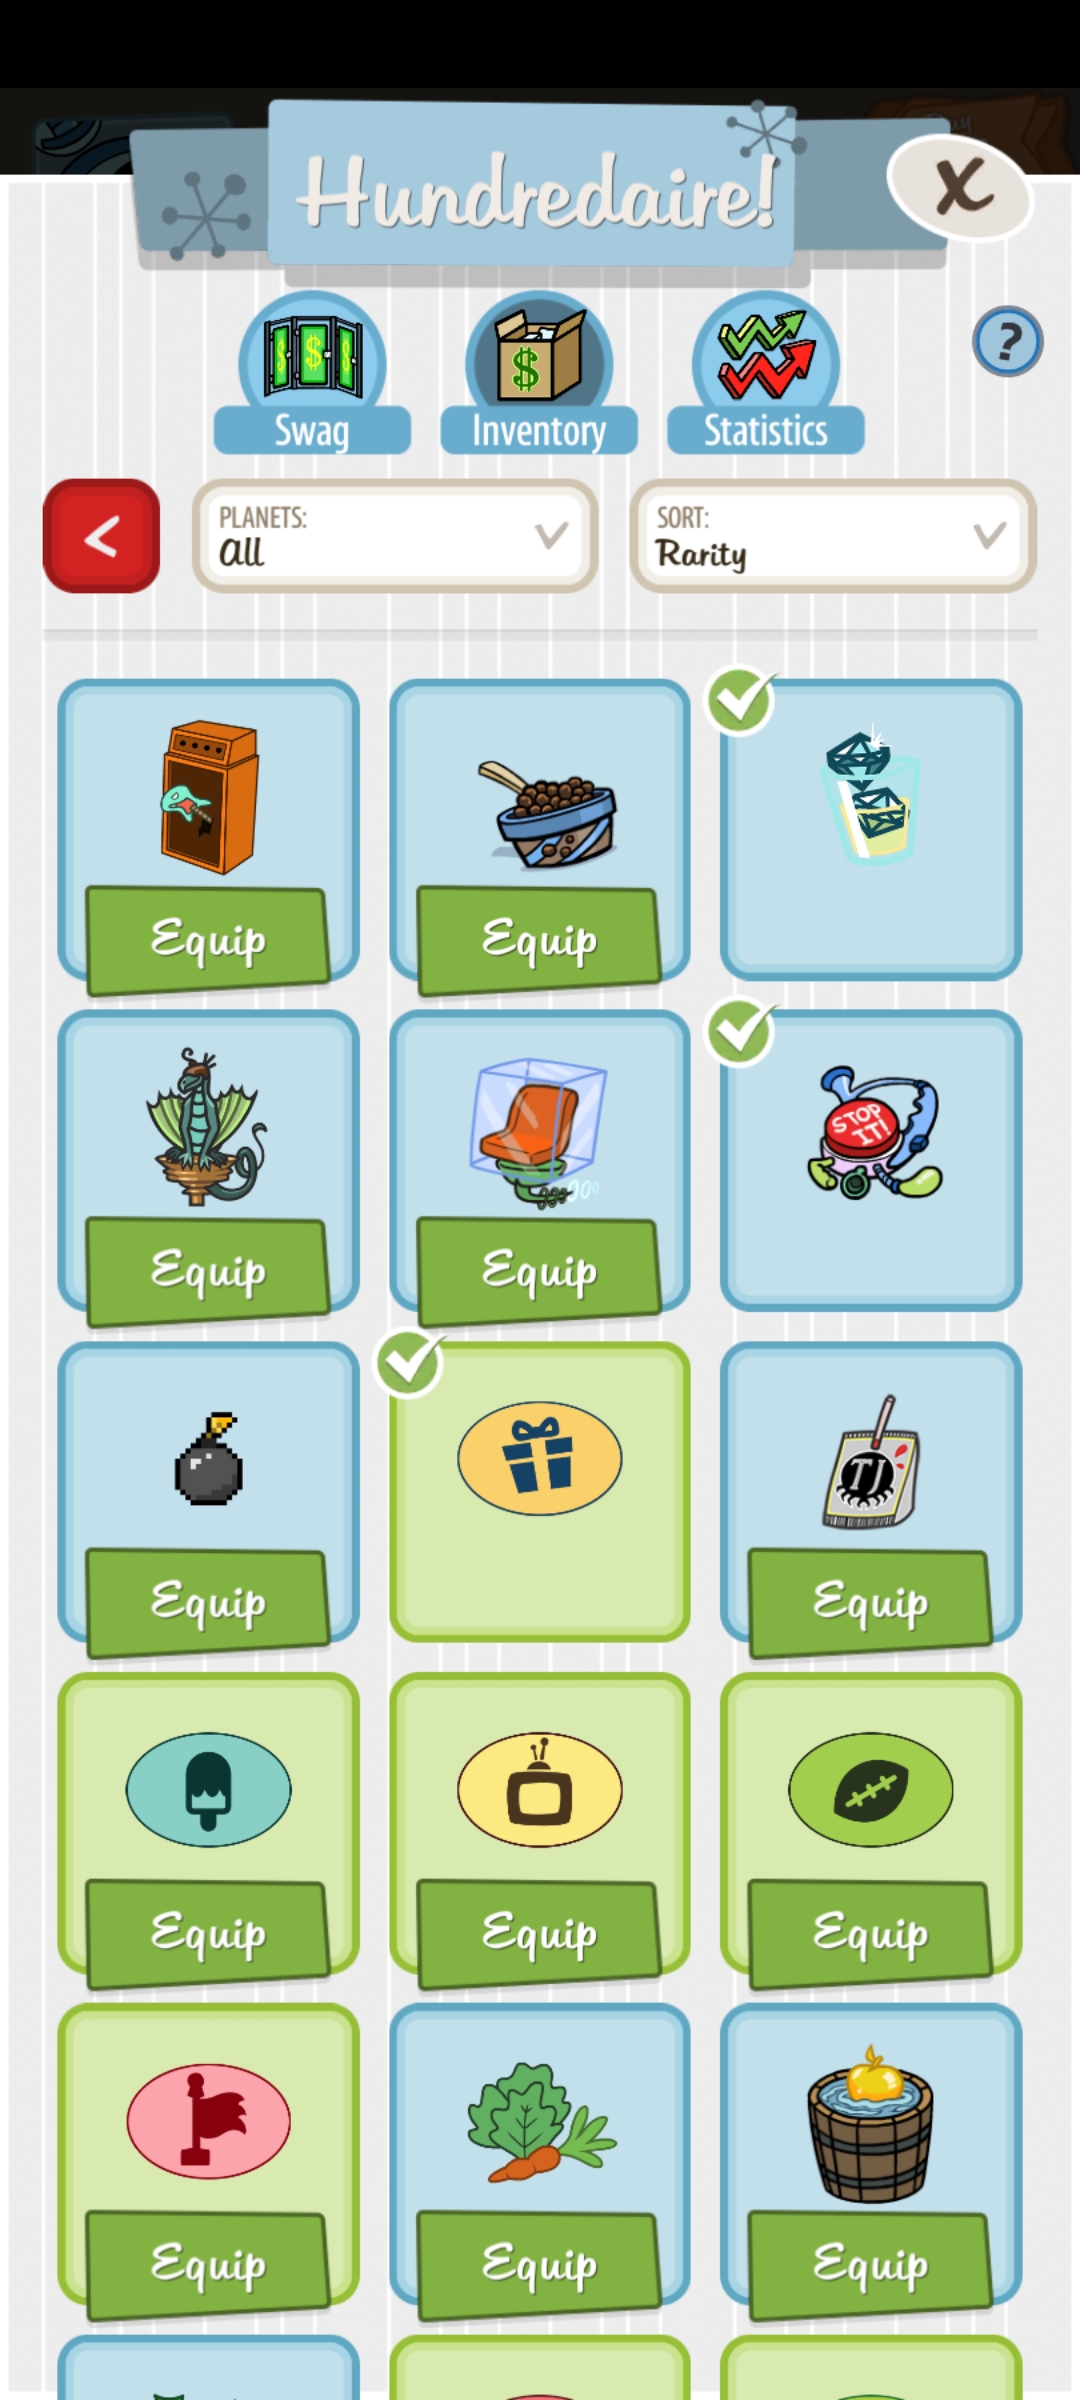 Hundredaire!
X
Swag
Inventory
Statistics
?
PLANETS:
All
SORT:
Rarity
Equip
Equip
Equip
Equip
STOP
IT!
Equip
TJ
Equip
Equip
Equip
Equip
Equip
Equip
Equip